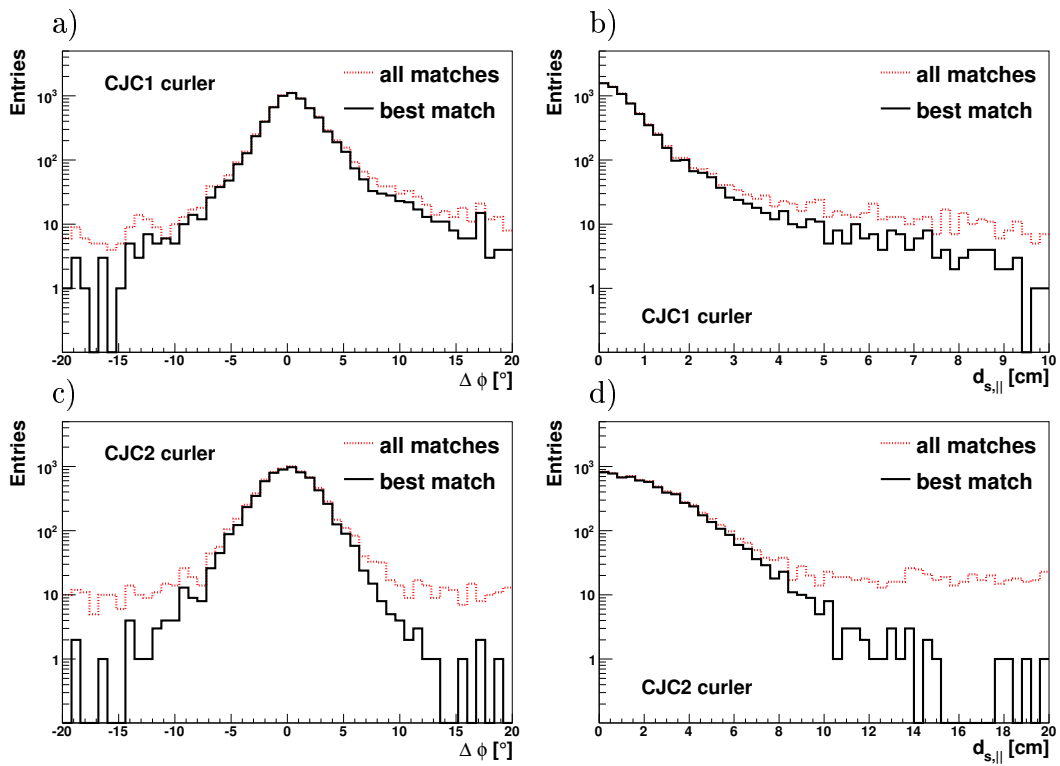 a)
Entries
CJC1 curler
all matches
best match
10³
10²
10
1
-20 -15 -10 -5 0 5 10 15 20
Δ ϕ [°]
b)
Entries
all matches
best match
10³
10²
10
1
CJC1 curler
0 1 2 3 4 5 6 7 8 9 10
d_{s,||} [cm]
c)
Entries
CJC2 curler
all matches
best match
10³
10²
10
1
-20 -15 -10 -5 0 5 10 15 20
Δ ϕ [°]
d)
Entries
all matches
best match
10³
10²
10
1
CJC2 curler
0 2 4 6 8 10 12 14 16 18 20
d_{s,||} [cm]